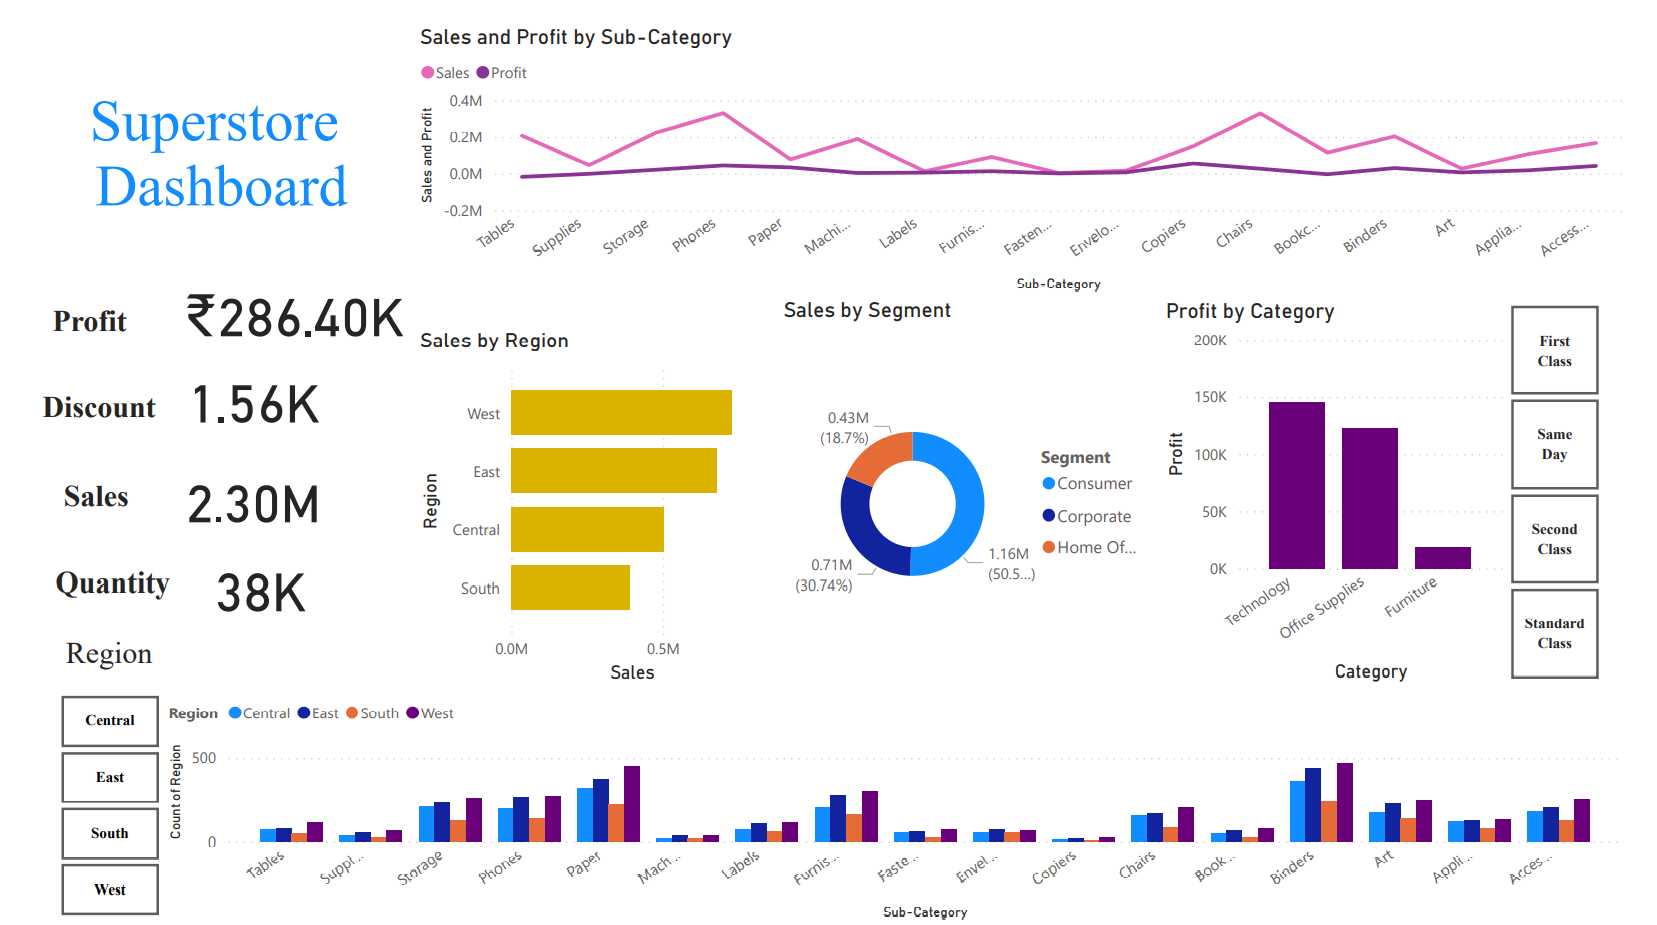 Superstore
Dashboard
Sales and Profit by Sub-Category
Sales
Profit
Sales and Profit
0.4M
0.2M
0.0M
-0.2M
Tables
Supplies
Storage
Phones
Paper
Machi...
Labels
Furnis...
Fasten...
Envelo...
Copiers
Chairs
Bookc...
Binders
Art
Applia...
Access...
Sub-Category
Profit
₹286.40K
Discount
1.56K
Sales
2.30M
Quantity
38K
Sales by Region
Region
West
East
Central
South
0.0M
0.5M
Sales
Sales by Segment
0.43M
(18.7%)
0.71M
(30.74%)
1.16M
(50.5...)
Segment
Consumer
Corporate
Home Of...
Profit by Category
Profit
200K
150K
100K
50K
0K
Technology
Office Supplies
Furniture
Category
First
Class
Same
Day
Second
Class
Standard
Class
Region
Central
East
South
West
Region
Central
East
South
West
Count of Region
500
0
Tables
Suppl...
Storage
Phones
Paper
Mach...
Labels
Furnis...
Faste...
Envel...
Copiers
Chairs
Book...
Binders
Art
Appli...
Acces...
Sub-Category